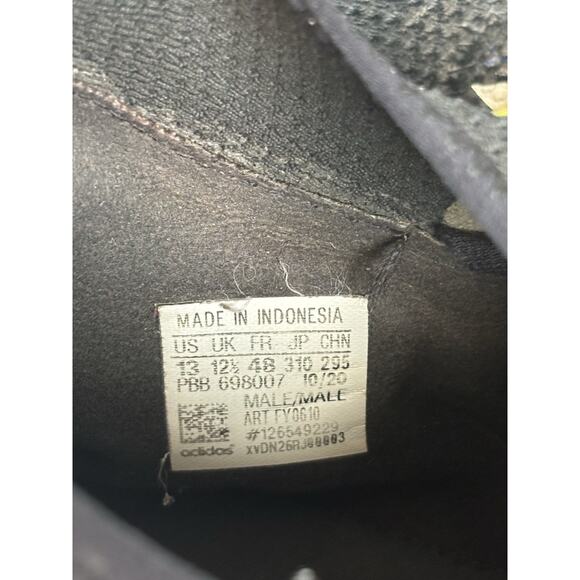 MADE IN INDONESIA
US UK FR JP CHN
13 12½ 48 310 295
PBB 698007 10/20
MALE/MALE
ART FY0610
#126549229
adidas